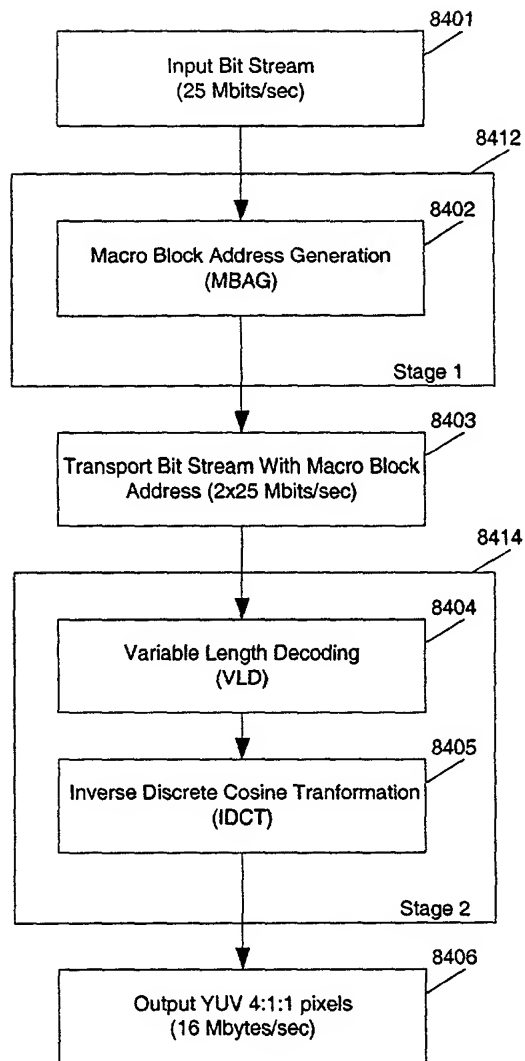 8401
Input Bit Stream
(25 Mbits/sec)
8412
8402
Macro Block Address Generation
(MBAG)
Stage 1
8403
Transport Bit Stream With Macro Block
Address (2x25 Mbits/sec)
8414
8404
Variable Length Decoding
(VLD)
8405
Inverse Discrete Cosine Tranformation
(IDCT)
Stage 2
8406
Output YUV 4:1:1 pixels
(16 Mbytes/sec)